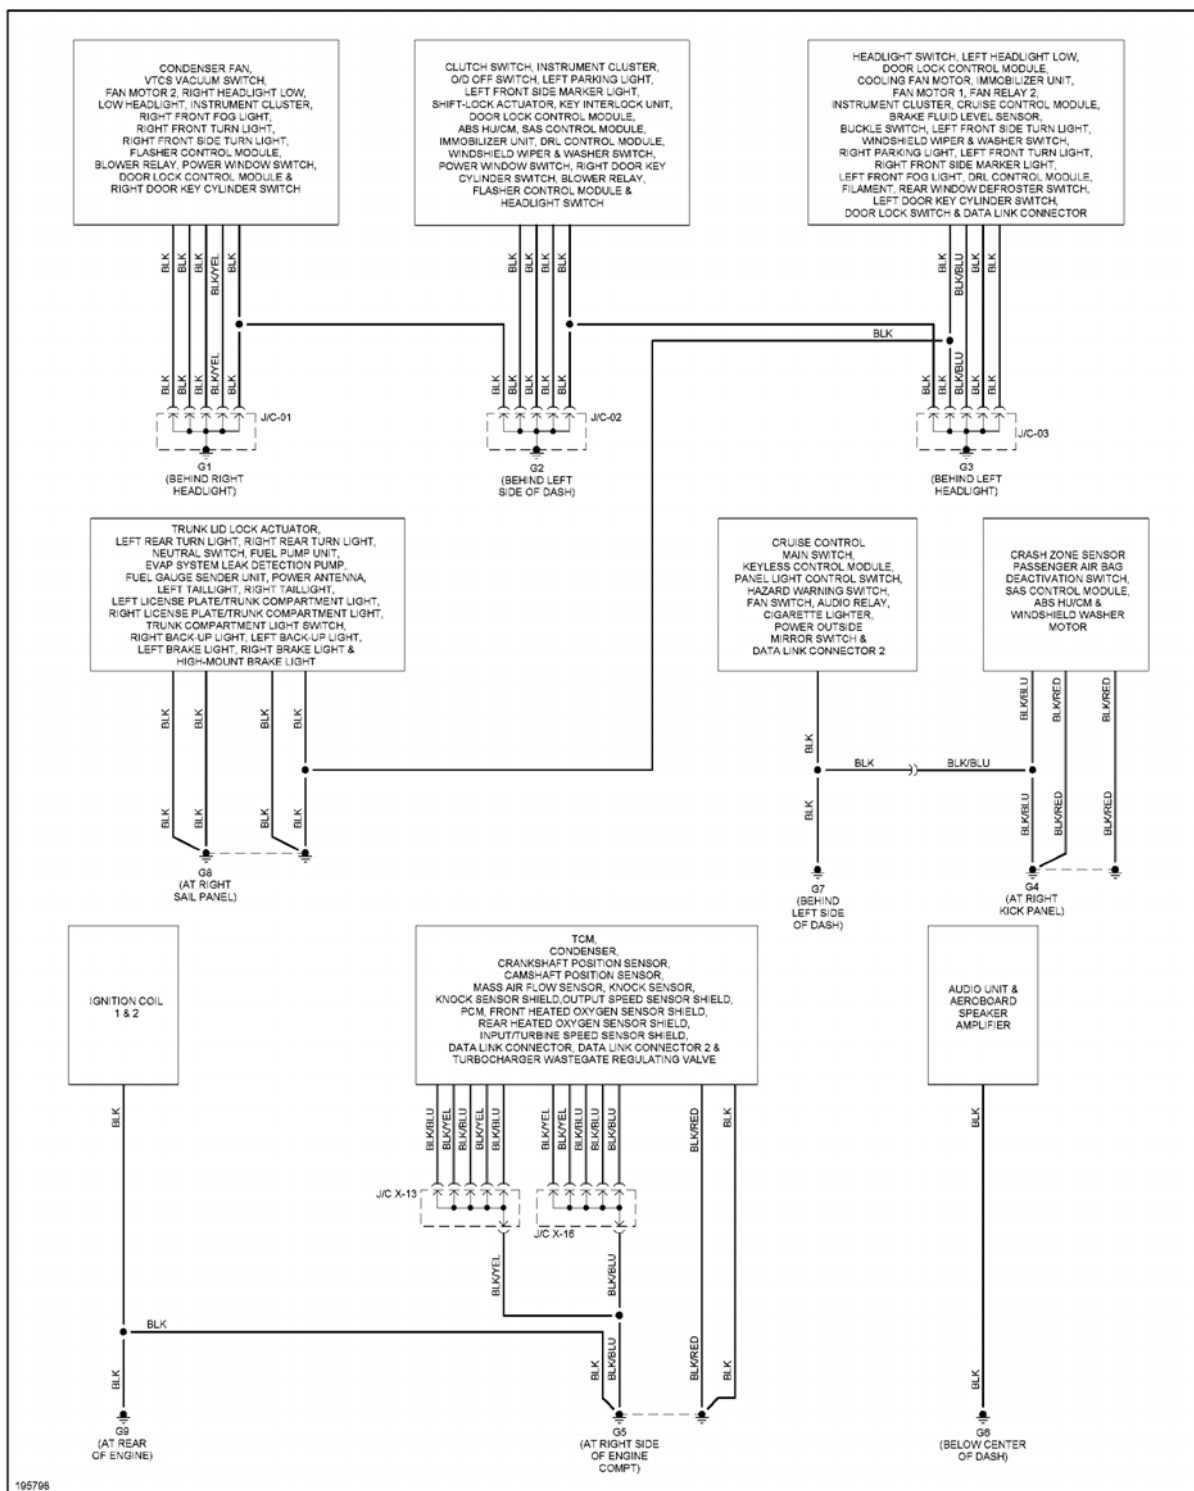 CONDENSER FAN,
VTCS VACUUM SWITCH,
FAN MOTOR 2, RIGHT HEADLIGHT LOW,
LOW HEADLIGHT, INSTRUMENT CLUSTER,
RIGHT FRONT FOG LIGHT,
RIGHT FRONT TURN LIGHT,
RIGHT FRONT SIDE TURN LIGHT,
FLASHER CONTROL MODULE,
BLOWER RELAY, POWER WINDOW SWITCH,
DOOR LOCK CONTROL MODULE &
RIGHT DOOR KEY CYLINDER SWITCH
CLUTCH SWITCH, INSTRUMENT CLUSTER,
O/D OFF SWITCH, LEFT PARKING LIGHT,
LEFT FRONT SIDE MARKER LIGHT,
SHIFT-LOCK ACTUATOR, KEY INTERLOCK UNIT,
DOOR LOCK CONTROL MODULE,
ABS HU/CM, SAS CONTROL MODULE,
IMMOBILIZER UNIT, DRL CONTROL MODULE,
WINDSHIELD WIPER & WASHER SWITCH,
POWER WINDOW SWITCH, RIGHT DOOR KEY
CYLINDER SWITCH, BLOWER RELAY,
FLASHER CONTROL MODULE &
HEADLIGHT SWITCH
HEADLIGHT SWITCH, LEFT HEADLIGHT LOW,
DOOR LOCK CONTROL MODULE,
COOLING FAN MOTOR, IMMOBILIZER UNIT,
FAN MOTOR 1, FAN RELAY 2,
INSTRUMENT CLUSTER, CRUISE CONTROL MODULE,
BRAKE FLUID LEVEL SENSOR,
BUCKLE SWITCH, LEFT FRONT SIDE TURN LIGHT,
WINDSHIELD WIPER & WASHER SWITCH,
RIGHT PARKING LIGHT, LEFT FRONT TURN LIGHT,
RIGHT FRONT SIDE MARKER LIGHT,
LEFT FRONT FOG LIGHT, DRL CONTROL MODULE,
FILAMENT, REAR WINDOW DEFROSTER SWITCH,
LEFT DOOR KEY CYLINDER SWITCH,
DOOR LOCK SWITCH & DATA LINK CONNECTOR
BLK
BLK
BLK
BLK/YEL
BLK
BLK
BLK
BLK
BLK
BLK
BLK/BLU
BLK
BLK
BLK
BLK
BLK
BLK
BLK/YEL
BLK
BLK
BLK
BLK
BLK
BLK
BLK
BLK
BLK/BLU
BLK
BLK
J/C-01
J/C-02
J/C-03
G1
(BEHIND RIGHT
HEADLIGHT)
G2
(BEHIND LEFT
SIDE OF DASH)
G3
(BEHIND LEFT
HEADLIGHT)
TRUNK LID LOCK ACTUATOR,
LEFT REAR TURN LIGHT, RIGHT REAR TURN LIGHT,
NEUTRAL SWITCH, FUEL PUMP UNIT,
EVAP SYSTEM LEAK DETECTION PUMP,
FUEL GAUGE SENDER UNIT, POWER ANTENNA,
LEFT TAILLIGHT, RIGHT TAILLIGHT,
LEFT LICENSE PLATE/TRUNK COMPARTMENT LIGHT,
RIGHT LICENSE PLATE/TRUNK COMPARTMENT LIGHT,
TRUNK COMPARTMENT LIGHT SWITCH,
RIGHT BACK-UP LIGHT, LEFT BACK-UP LIGHT,
LEFT BRAKE LIGHT, RIGHT BRAKE LIGHT &
HIGH-MOUNT BRAKE LIGHT
CRUISE CONTROL
MAIN SWITCH,
KEYLESS CONTROL MODULE,
PANEL LIGHT CONTROL SWITCH,
HAZARD WARNING SWITCH,
FAN SWITCH, AUDIO RELAY,
CIGARETTE LIGHTER,
POWER OUTSIDE
MIRROR SWITCH &
DATA LINK CONNECTOR 2
CRASH ZONE SENSOR
PASSENGER AIR BAG
DEACTIVATION SWITCH,
SAS CONTROL MODULE,
ABS HU/CM &
WINDSHIELD WASHER
MOTOR
BLK
BLK
BLK
BLK
BLK
BLK/BLU
BLK/RED
BLK/RED
BLK
BLK/BLU
BLK
BLK
BLK
BLK
BLK
BLK/BLU
BLK/RED
BLK/RED
G8
(AT RIGHT
SAIL PANEL)
G7
(BEHIND
LEFT SIDE
OF DASH)
G4
(AT RIGHT
KICK PANEL)
IGNITION COIL
1 & 2
TCM,
CONDENSER,
CRANKSHAFT POSITION SENSOR,
CAMSHAFT POSITION SENSOR,
MASS AIR FLOW SENSOR, KNOCK SENSOR,
KNOCK SENSOR SHIELD,OUTPUT SPEED SENSOR SHIELD,
PCM, FRONT HEATED OXYGEN SENSOR SHIELD,
REAR HEATED OXYGEN SENSOR SHIELD,
INPUT/TURBINE SPEED SENSOR SHIELD,
DATA LINK CONNECTOR, DATA LINK CONNECTOR 2 &
TURBOCHARGER WASTEGATE REGULATING VALVE
AUDIO UNIT &
AEROBOARD
SPEAKER
AMPLIFIER
BLK
BLK/BLU
BLK/YEL
BLK/BLU
BLK/YEL
BLK/BLU
BLK/YEL
BLK/YEL
BLK/BLU
BLK/BLU
BLK/BLU
BLK/RED
BLK
BLK
J/C X-13
J/C X-16
BLK/YEL
BLK/BLU
BLK
BLK
BLK
BLK/BLU
BLK/RED
BLK
BLK
G9
(AT REAR
OF ENGINE)
G5
(AT RIGHT SIDE
OF ENGINE
COMPT)
G6
(BELOW CENTER
OF DASH)
195798